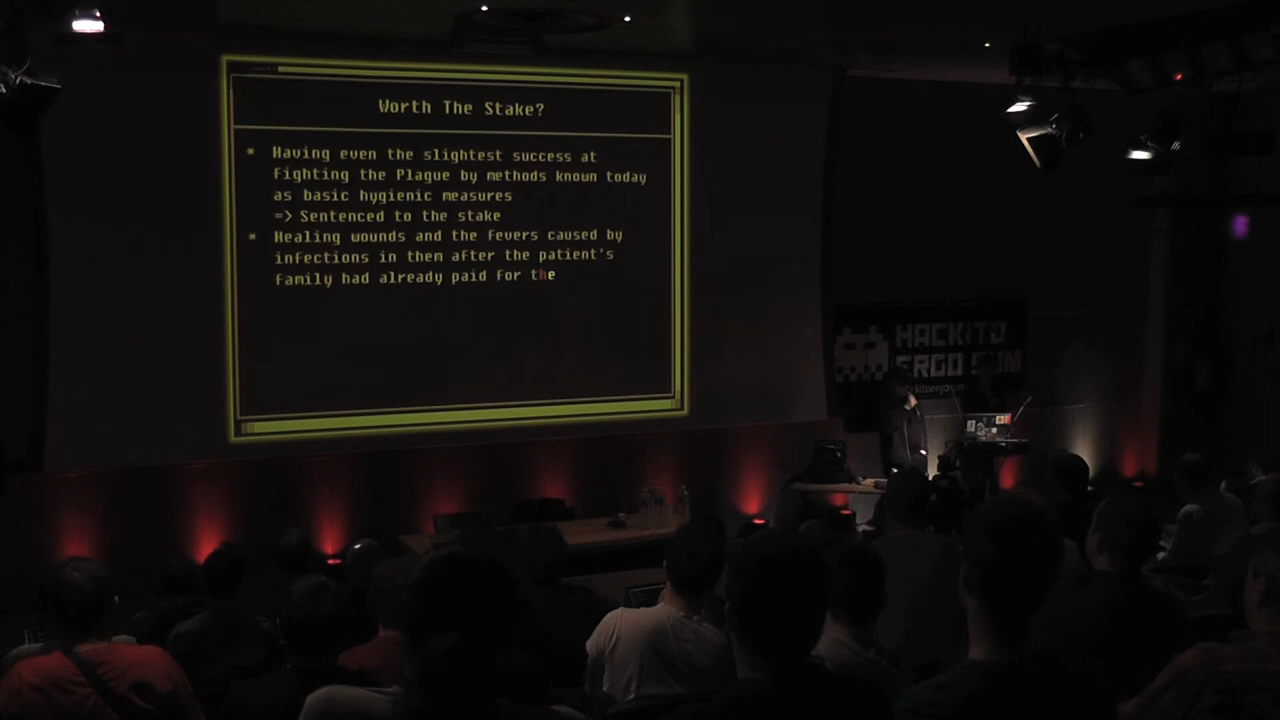 Worth The Stake?
* Having even the slightest success at
fighting the Plague by methods known today
as basic hygienic measures
=> Sentenced to the stake
* Healing wounds and the fevers caused by
infections in them after the patient's
family had already paid for the
HACKITO
ERGO SUM